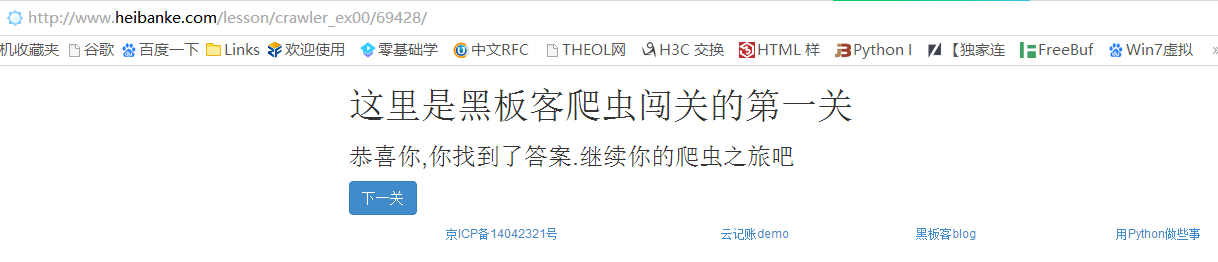 http://www.heibanke.com/lesson/crawler_ex00/69428/
机收藏夹 谷歌 百度一下 Links 欢迎使用 零基础学 中文RFC THEOL网 H3C 交换 HTML 样 Python I 【独家连 FreeBuf Win7虚拟 »
这里是黑板客爬虫闯关的第一关
恭喜你,你找到了答案.继续你的爬虫之旅吧
下一关
京ICP备14042321号 云记账demo 黑板客blog 用Python做些事